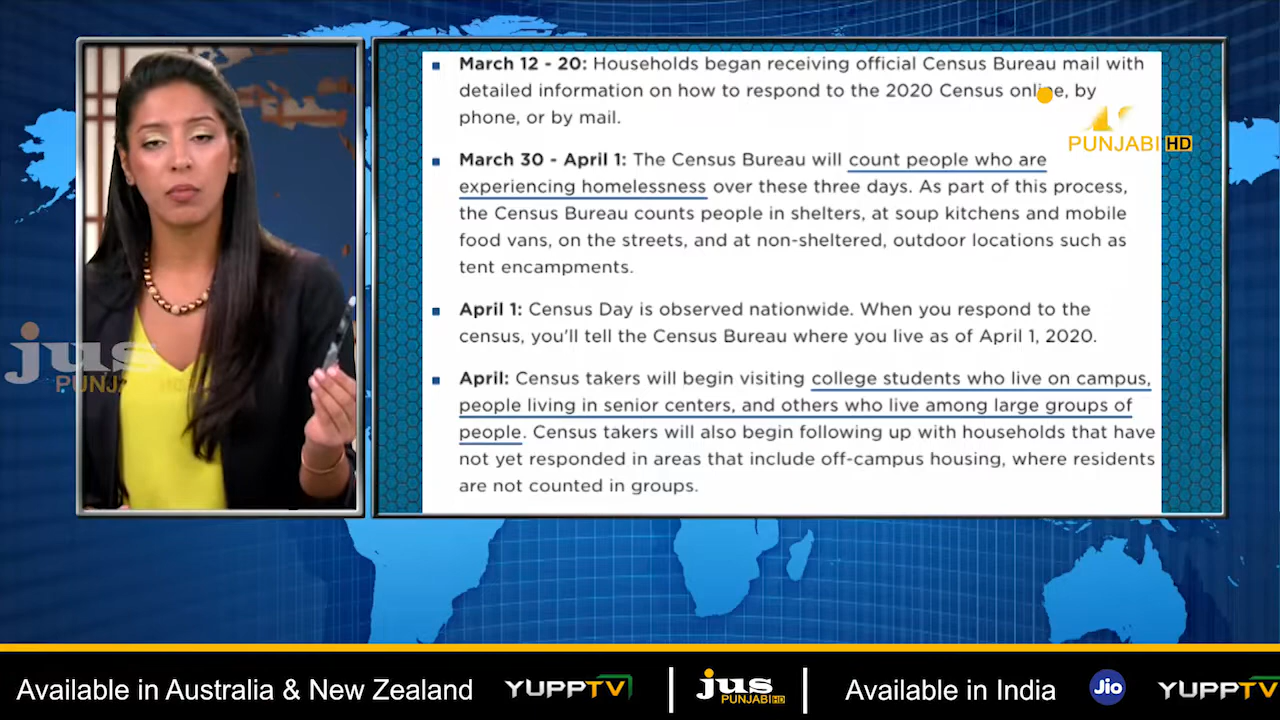 March 12 - 20: Households began receiving official Census Bureau mail with
detailed information on how to respond to the 2020 Census online, by
phone, or by mail.
PUNJABI HD
March 30 - April 1: The Census Bureau will count people who are
experiencing homelessness over these three days. As part of this process,
the Census Bureau counts people in shelters, at soup kitchens and mobile
food vans, on the streets, and at non-sheltered, outdoor locations such as
tent encampments.
April 1: Census Day is observed nationwide. When you respond to the
census, you'll tell the Census Bureau where you live as of April 1, 2020.
jus
April: Census takers will begin visiting college students who live on campus,
people living in senior centers, and others who live among large groups of
people. Census takers will also begin following up with households that have
not yet responded in areas that include off-campus housing, where residents
are not counted in groups.
Available in Australia & New Zealand YUPPTV | jus PUNJABI HD | Available in India Jio YUPPTV